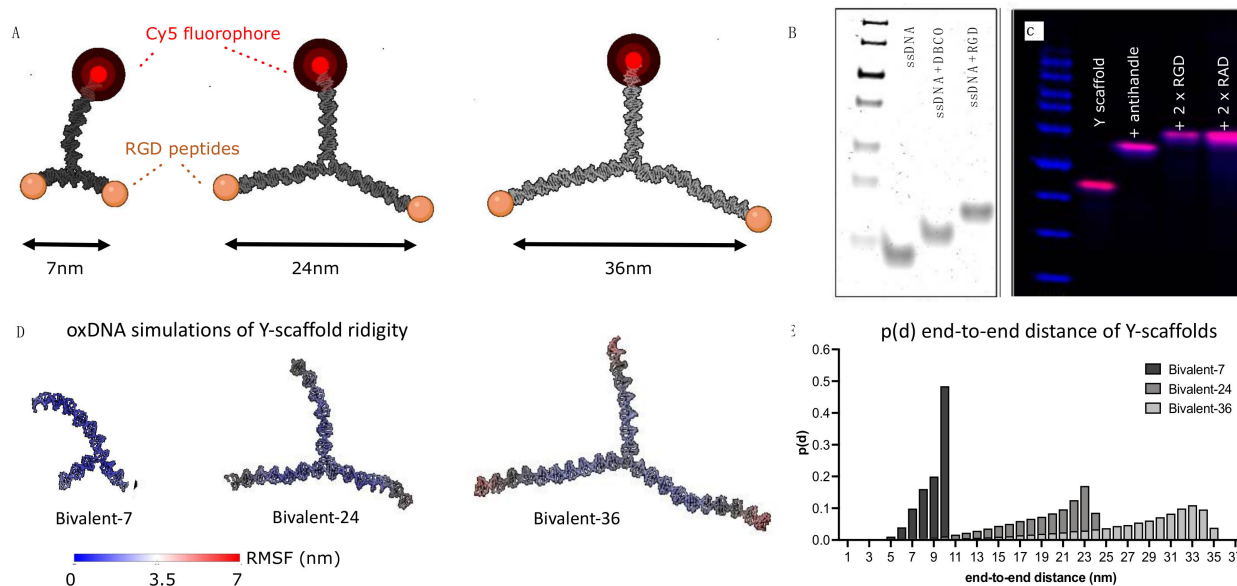 A
Cy5 fluorophore
RGD peptides
7nm
24nm
36nm
B
ssDNA
ssDNA+DBCO
ssDNA+RGD
c
Y scaffold
+ antihandle
+ 2 x RGD
+ 2 x RAD
D
oxDNA simulations of Y-scaffold ridigity
Bivalent-7
Bivalent-24
Bivalent-36
RMSF (nm)
0
3.5
7
E
p(d) end-to-end distance of Y-scaffolds
Bivalent-7
Bivalent-24
Bivalent-36
p(d)
0.6
0.5
0.4
0.3
0.2
0.1
0.0
1 3 5 7 9 11 13 15 17 19 21 23 25 27 29 31 33 35 37
end-to-end distance (nm)